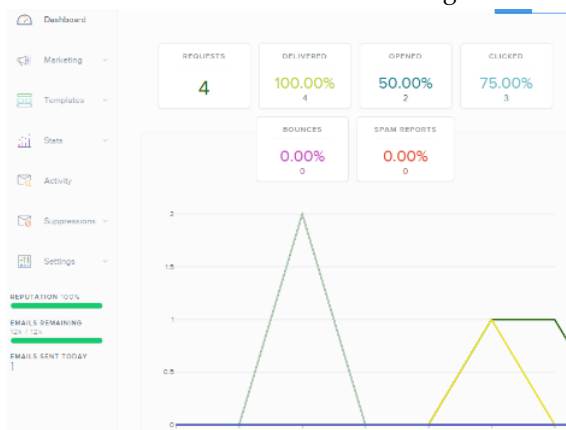 Dashboard
Marketing
Templates
Stats
Activity
Suppressions
Settings
REPUTATION 100%
EMAILS REMAINING
12k / 12k
EMAILS SENT TODAY
1
REQUESTS
4
DELIVERED
100.00%
4
OPENED
50.00%
2
CLICKED
75.00%
3
BOUNCES
0.00%
0
SPAM REPORTS
0.00%
0
2
1.5
1
0.5
0